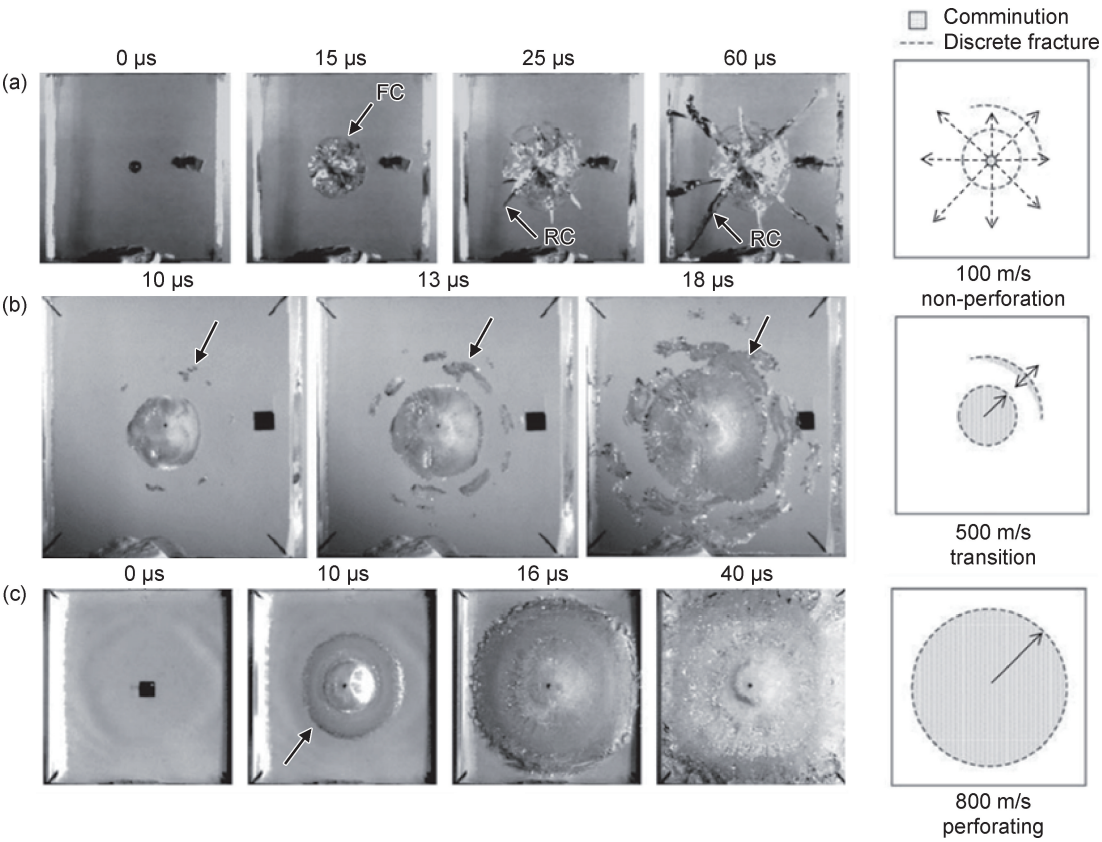 Comminution
Discrete fracture
0 µs 15 µs 25 µs 60 µs
(a)
FC
RC
RC
100 m/s
non-perforation
10 µs 13 µs 18 µs
(b)
500 m/s
transition
0 µs 10 µs 16 µs 40 µs
(c)
800 m/s
perforating